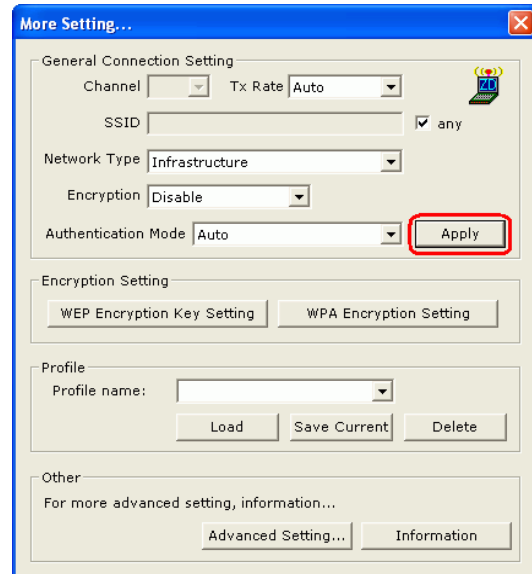 More Setting...
General Connection Setting
Channel Tx Rate Auto
ZD
SSID any
Network Type Infrastructure
Encryption Disable
Authentication Mode Auto Apply
Encryption Setting
WEP Encryption Key Setting WPA Encryption Setting
Profile
Profile name:
Load Save Current Delete
Other
For more advanced setting, information...
Advanced Setting... Information